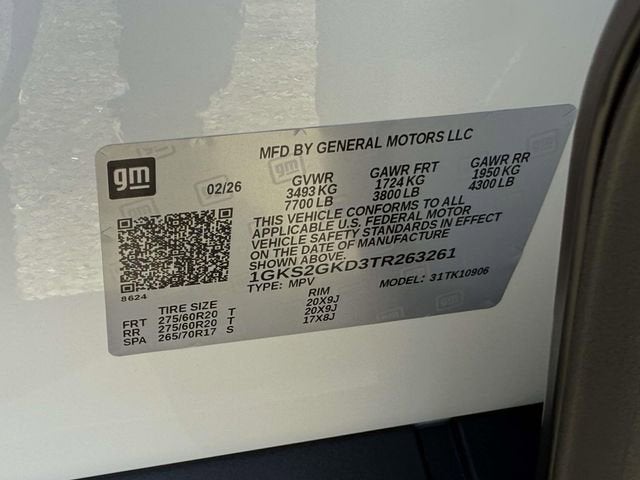 MFD BY GENERAL MOTORS LLC
gm
02/26
GVWR GAWR FRT GAWR RR
3493 KG 1724 KG 1950 KG
7700 LB 3800 LB 4300 LB
THIS VEHICLE CONFORMS TO ALL
APPLICABLE U.S. FEDERAL MOTOR
VEHICLE SAFETY STANDARDS IN EFFECT
ON THE DATE OF MANUFACTURE
SHOWN ABOVE.
1GKS2GKD3TR263261
TYPE: MPV MODEL: 31TK10906
8624
TIRE SIZE RIM
FRT 275/60R20 T 20X9J
RR 275/60R20 T 20X9J
SPA 265/70R17 S 17X8J